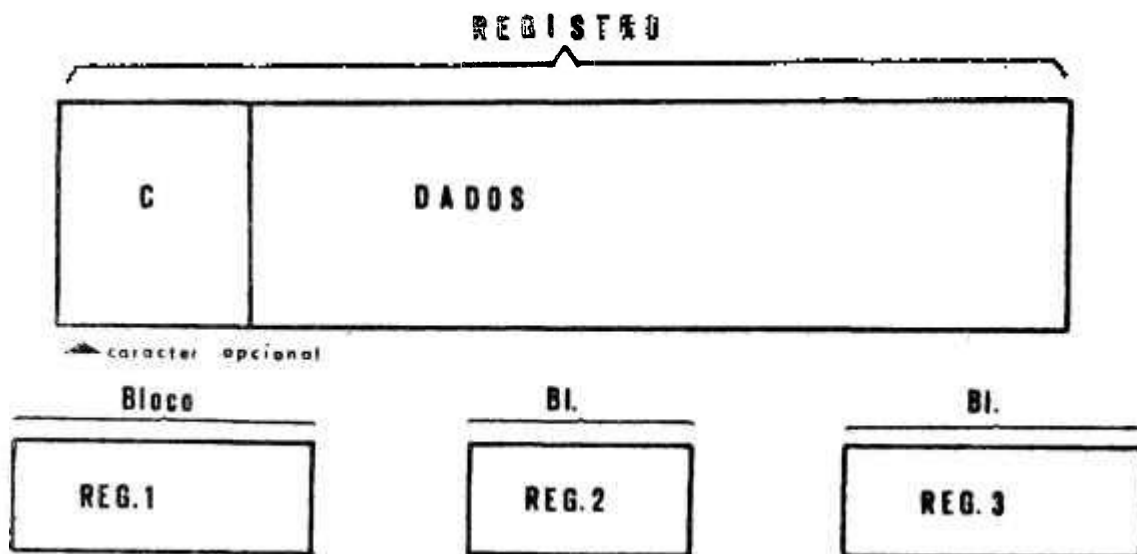 REGISTRO
C DADOS
caracter opcional
Bloco Bl. Bl.
REG.1 REG.2 REG. 3